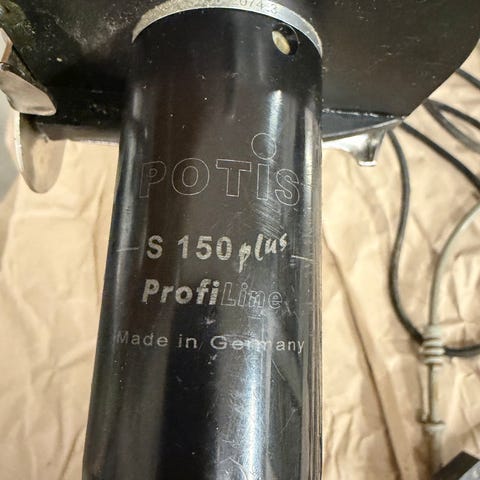 POTIS
S 150 plus
ProfiLine
Made in Germany